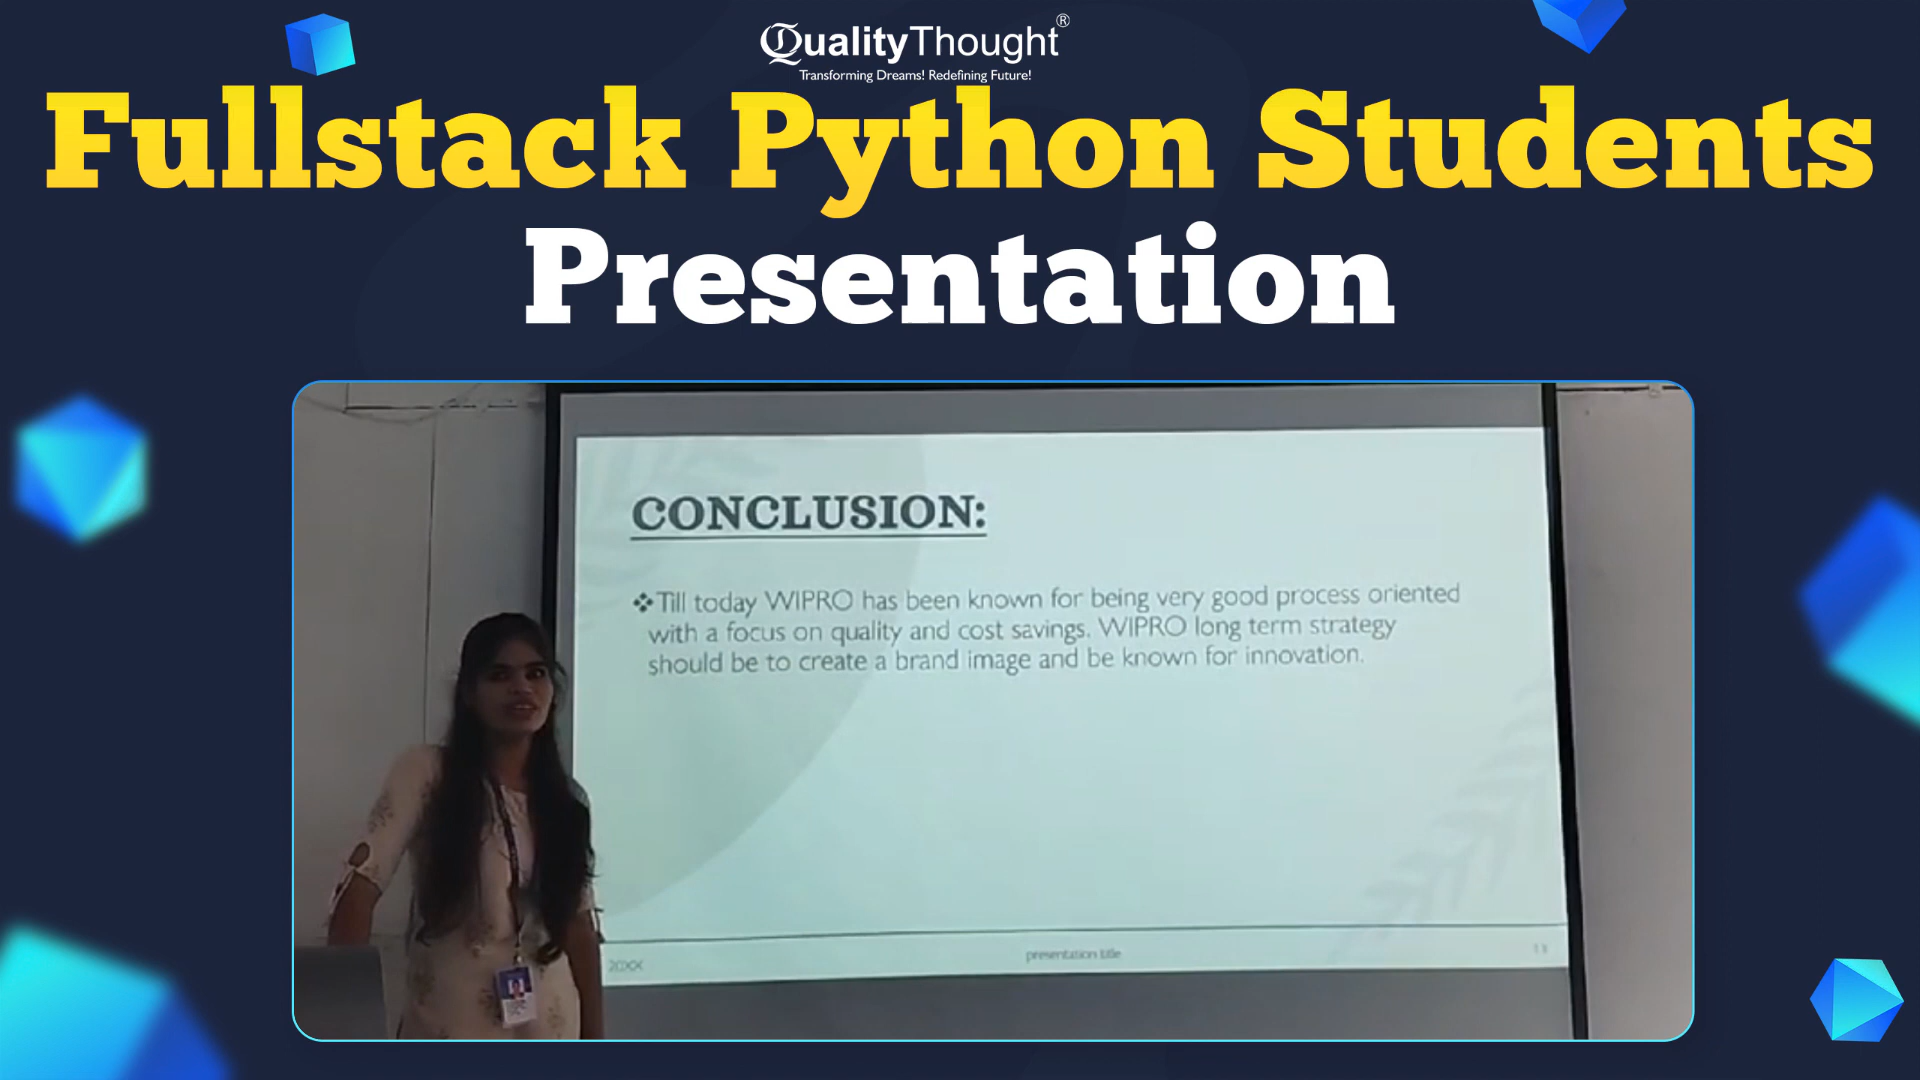 QualityThought®
Transforming Dreams! Redefining Future!
Fullstack Python Students
Presentation
CONCLUSION:
❖Till today WIPRO has been known for being very good process oriented
with a focus on quality and cost savings. WIPRO long term strategy
should be to create a brand image and be known for innovation.
20XX
presentation title